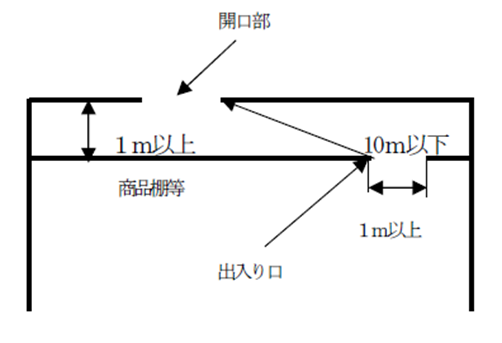 開口部
１ｍ以上
10ｍ以下
商品棚等
１ｍ以上
出入り口